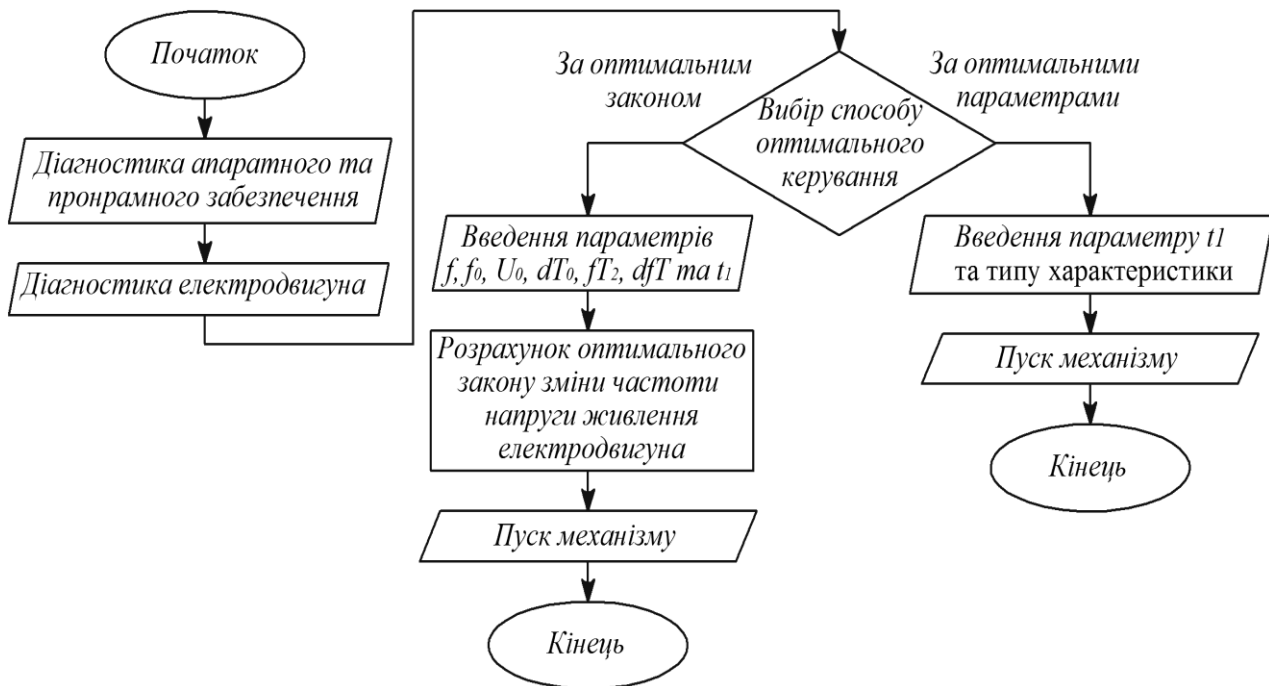 Початок
Діагностика апаратного та
пронрамного забезпечення
Діагностика електродвигуна
За оптимальним
законом
За оптимальними
параметрами
Вибір способу
оптимального
керування
Введення параметрів
f, f₀, U₀, dT₀, fT₂, dfT та t₁
Розрахунок оптимального
закону зміни частоти
напруги живлення
електродвигуна
Пуск механізму
Кінець
Введення параметру t1
та типу характеристики
Пуск механізму
Кінець